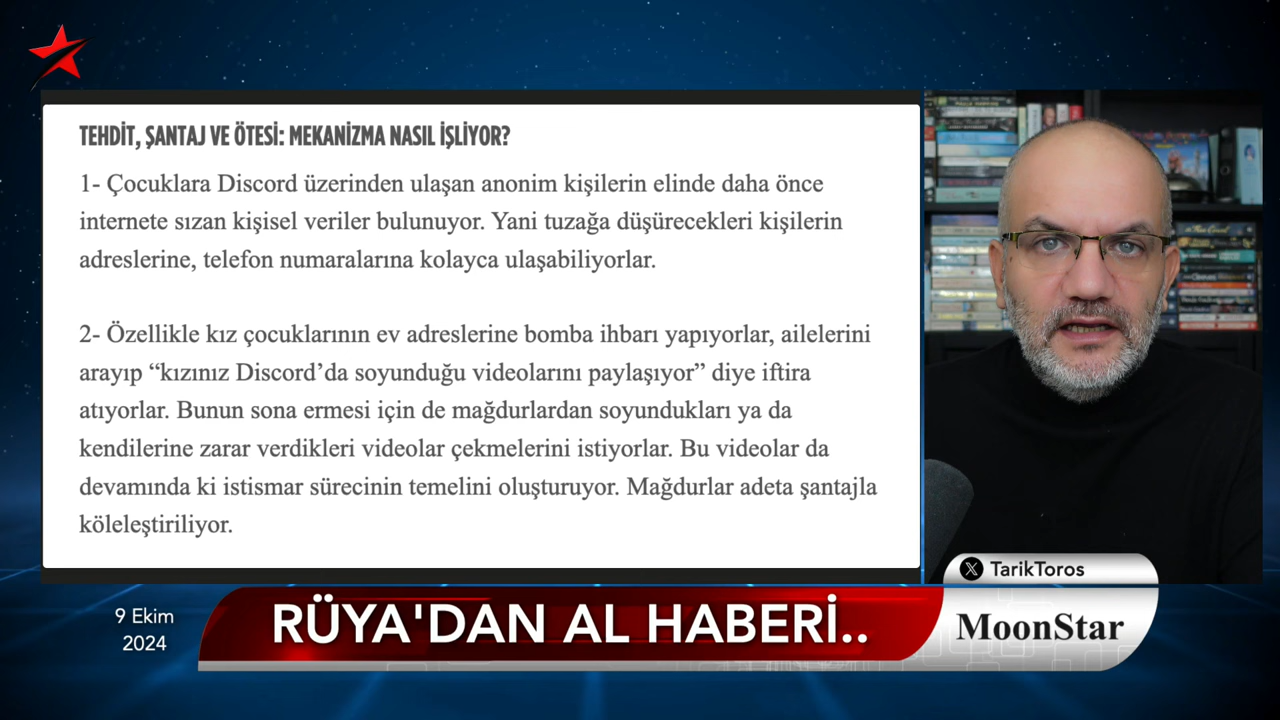 TEHDİT, ŞANTAJ VE ÖTESİ: MEKANİZMA NASIL İŞLİYOR?
1- Çocuklara Discord üzerinden ulaşan anonim kişilerin elinde daha önce
internete sızan kişisel veriler bulunuyor. Yani tuzağa düşürecekleri kişilerin
adreslerine, telefon numaralarına kolayca ulaşabiliyorlar.
2- Özellikle kız çocuklarının ev adreslerine bomba ihbarı yapıyorlar, ailelerini
arayıp “kızınız Discord’da soyunduğu videolarını paylaşıyor” diye iftira
atıyorlar. Bunun sona ermesi için de mağdurlardan soyundukları ya da
kendilerine zarar verdikleri videolar çekmelerini istiyorlar. Bu videolar da
devamında ki istismar sürecinin temelini oluşturuyor. Mağdurlar adeta şantajla
köleleştiriliyor.
TarikToros
9 Ekim
2024
RÜYA'DAN AL HABERİ..
MoonStar